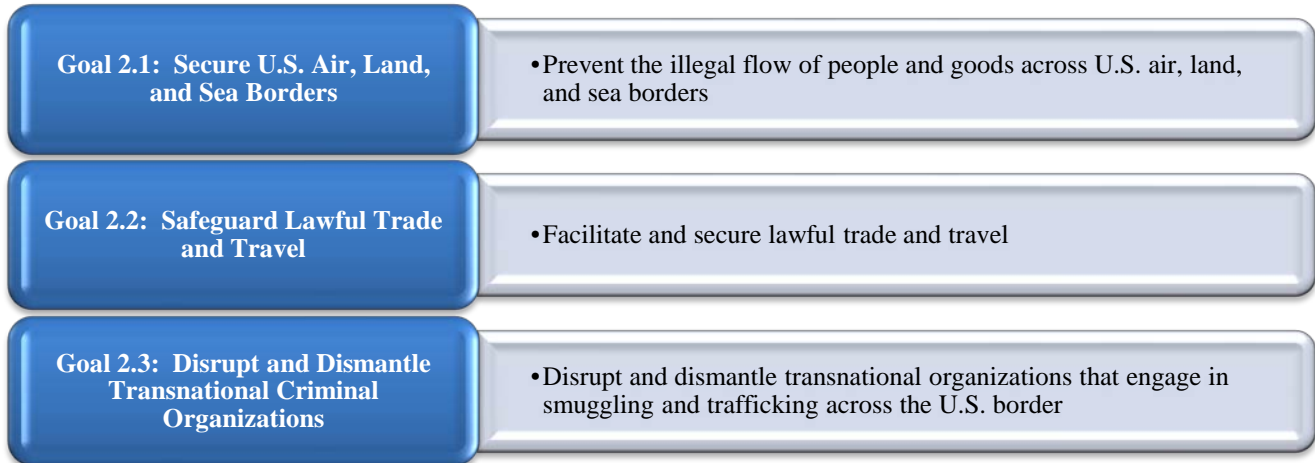 Goal 2.1:  Secure U.S. Air, Land,
and Sea Borders
•Prevent the illegal flow of people and goods across U.S. air, land,
and sea borders
Goal 2.2:  Safeguard Lawful Trade
and Travel
•Facilitate and secure lawful trade and travel
Goal 2.3:  Disrupt and Dismantle
Transnational Criminal
Organizations
•Disrupt and dismantle transnational organizations that engage in
smuggling and trafficking across the U.S. border